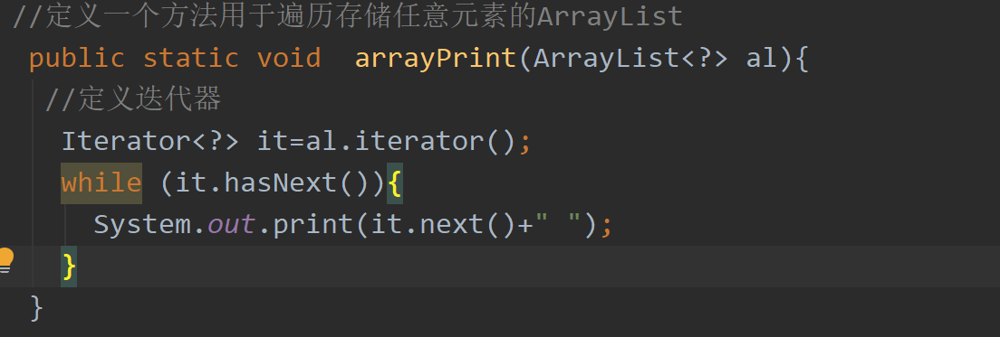 //定义一个方法用于遍历存储任意元素的ArrayList
public static void  arrayPrint(ArrayList<?> al){
//定义迭代器
Iterator<?> it=al.iterator();
while (it.hasNext()){
System.out.print(it.next()+" ");
}
}